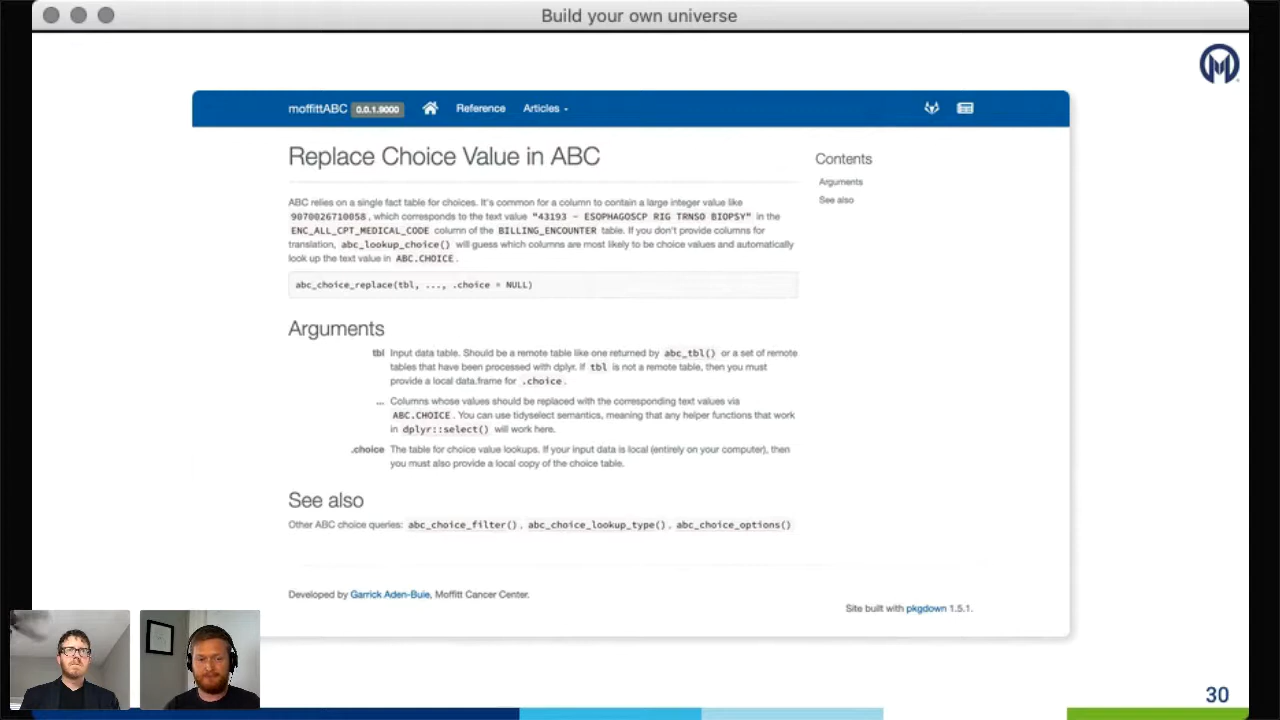 Build your own universe
moffittABC 0.0.1.9000 Reference Articles
Replace Choice Value in ABC
Contents
Arguments
See also
ABC relies on a single fact table for choices. It's common for a column to contain a large integer value like
9070026710058, which corresponds to the text value "43193 - ESOPHAGOSCP RIG TRNSO BIOPSY" in the
ENC_ALL_CPT_MEDICAL_CODE column of the BILLING_ENCOUNTER table. If you don't provide columns for
translation, abc_lookup_choice() will guess which columns are most likely to be choice values and automatically
look up the text value in ABC.CHOICE.
abc_choice_replace(tbl, ..., .choice = NULL)
Arguments
tbl Input data table. Should be a remote table like one returned by abc_tbl() or a set of remote
tables that have been processed with dplyr. If tbl is not a remote table, then you must
provide a local data.frame for .choice.
... Columns whose values should be replaced with the corresponding text values via
ABC.CHOICE. You can use tidyselect semantics, meaning that any helper functions that work
in dplyr::select() will work here.
.choice The table for choice value lookups. If your input data is local (entirely on your computer), then
you must also provide a local copy of the choice table.
See also
Other ABC choice queries: abc_choice_filter(), abc_choice_lookup_type(), abc_choice_options()
Developed by Garrick Aden-Buie, Moffitt Cancer Center.
Site built with pkgdown 1.5.1.
30